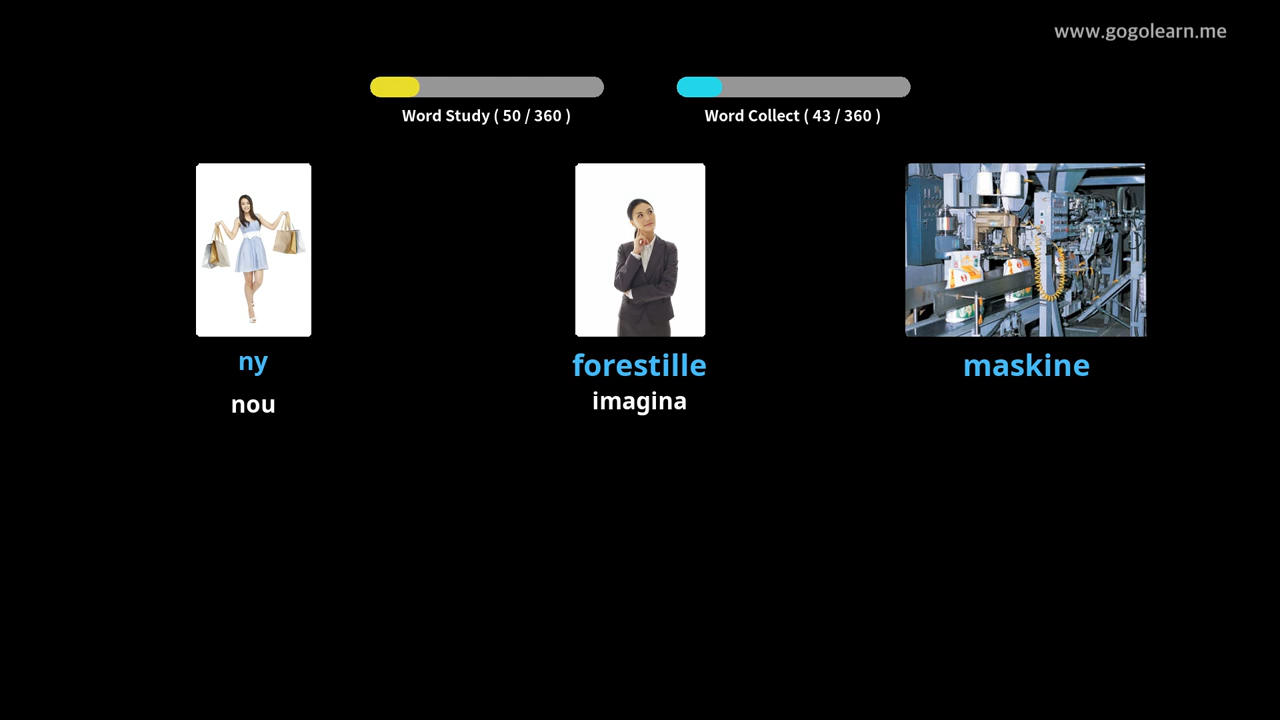 www.gogolearn.me
Word Study ( 50 / 360 )
Word Collect ( 43 / 360 )
ny
forestille
maskine
nou
imagina